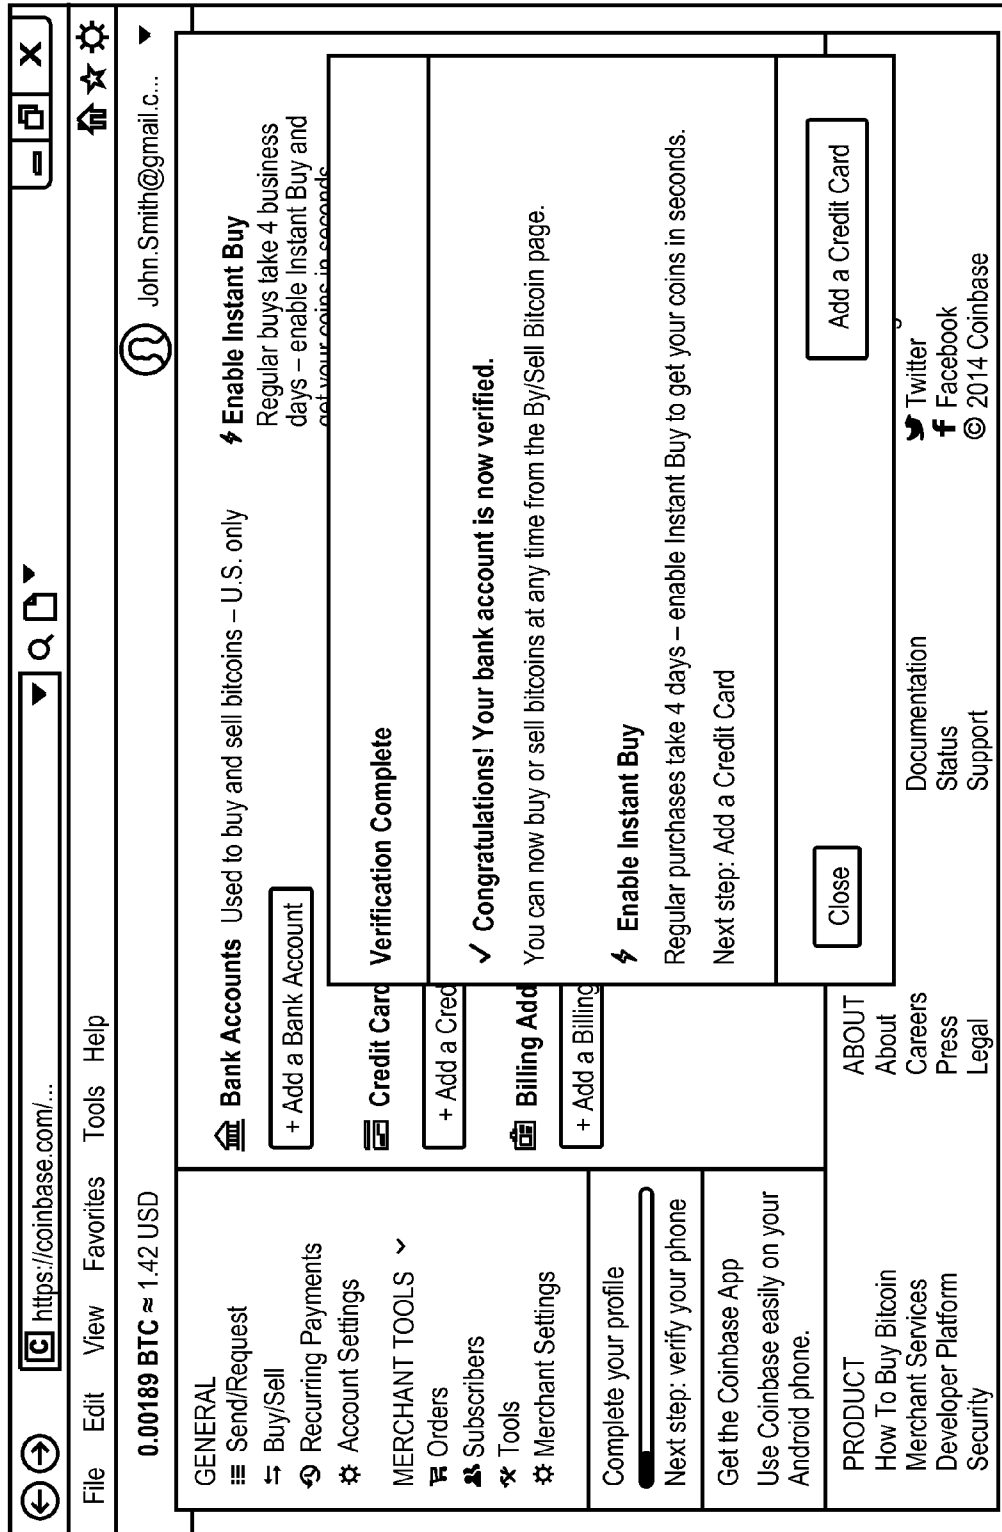 C https://coinbase.com/...
X
File Edit View Favorites Tools Help
0.00189 BTC ≈ 1.42 USD
John.Smith@gmail.c...
GENERAL
Send/Request
Buy/Sell
Recurring Payments
Account Settings
MERCHANT TOOLS
Orders
Subscribers
Tools
Merchant Settings
Complete your profile
Next step: verify your phone
Get the Coinbase App
Use Coinbase easily on your
Android phone.
Bank Accounts Used to buy and sell bitcoins – U.S. only
+ Add a Bank Account
Credit Card
+ Add a Cred
Billing Add
+ Add a Billing
Enable Instant Buy
Regular buys take 4 business
days – enable Instant Buy and
get your coins in seconds
Verification Complete
✓ Congratulations! Your bank account is now verified.
You can now buy or sell bitcoins at any time from the By/Sell Bitcoin page.
Enable Instant Buy
Regular purchases take 4 days – enable Instant Buy to get your coins in seconds.
Next step: Add a Credit Card
Close
Add a Credit Card
PRODUCT
How To Buy Bitcoin
Merchant Services
Developer Platform
Security
ABOUT
About
Careers
Press
Legal
Documentation
Status
Support
Twitter
Facebook
© 2014 Coinbase